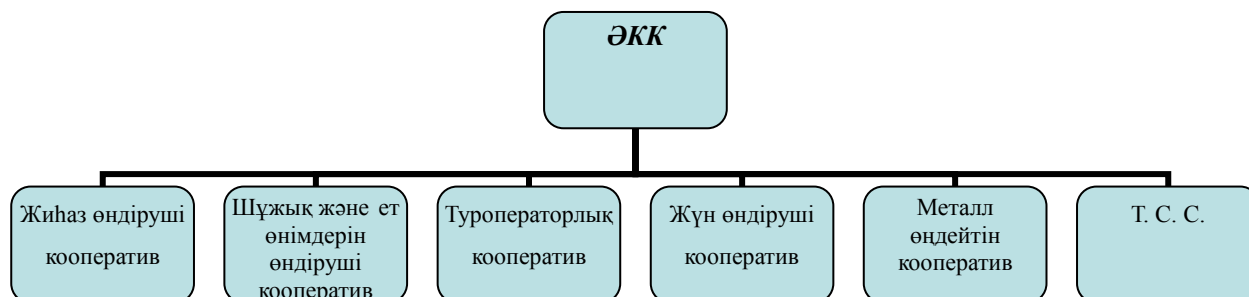 ӘКК
Жиһаз өндіруші
кооператив
Шұжық және ет
өнімдерін
өндіруші
кооператив
Туроператорлық
кооператив
Жүн өндіруші
кооператив
Металл
өңдейтін
кооператив
Т. С. С.